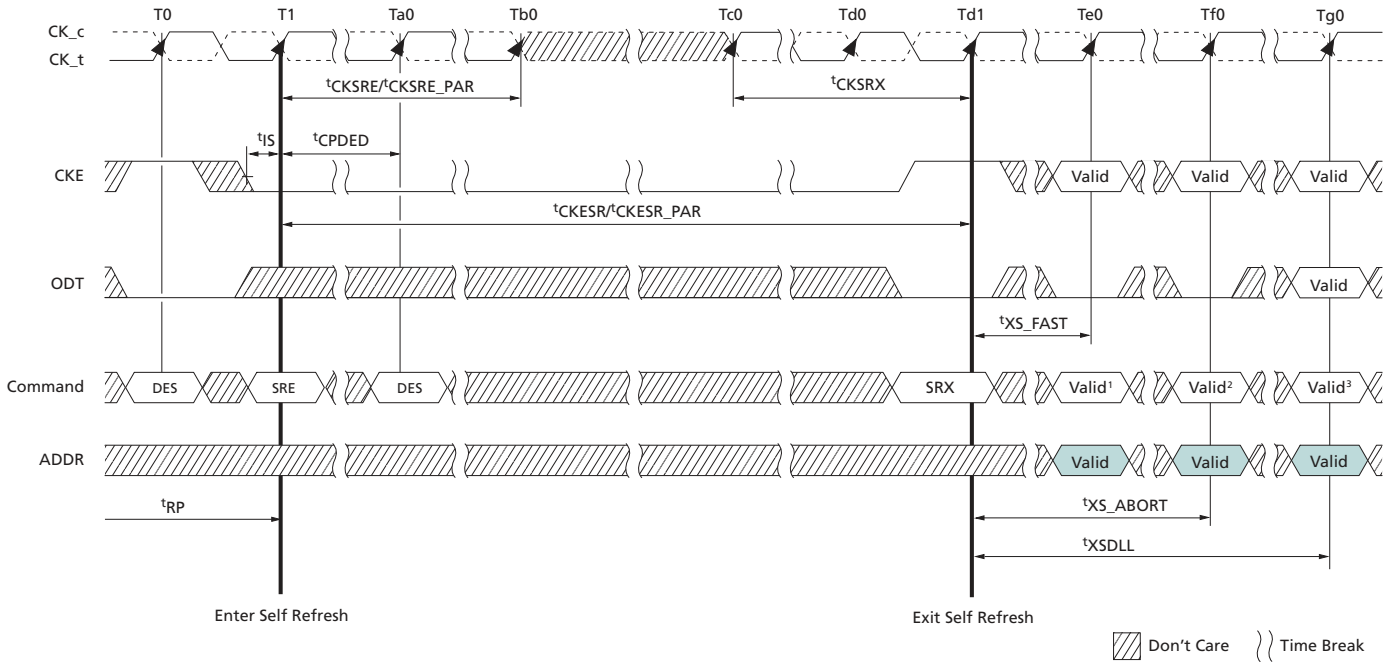 T0 T1 Ta0 Tb0 Tc0 Td0 Td1 Te0 Tf0 Tg0
CK_c
CK_t
tCKSRE/tCKSRE_PAR tCKSRX
tIS tCPDED
CKE Valid Valid Valid
tCKESR/tCKESR_PAR
ODT Valid
tXS_FAST
Command DES SRE DES SRX Valid1 Valid2 Valid3
ADDR Valid Valid Valid
tRP tXS_ABORT
tXSDLL
Enter Self Refresh Exit Self Refresh
Don't Care Time Break